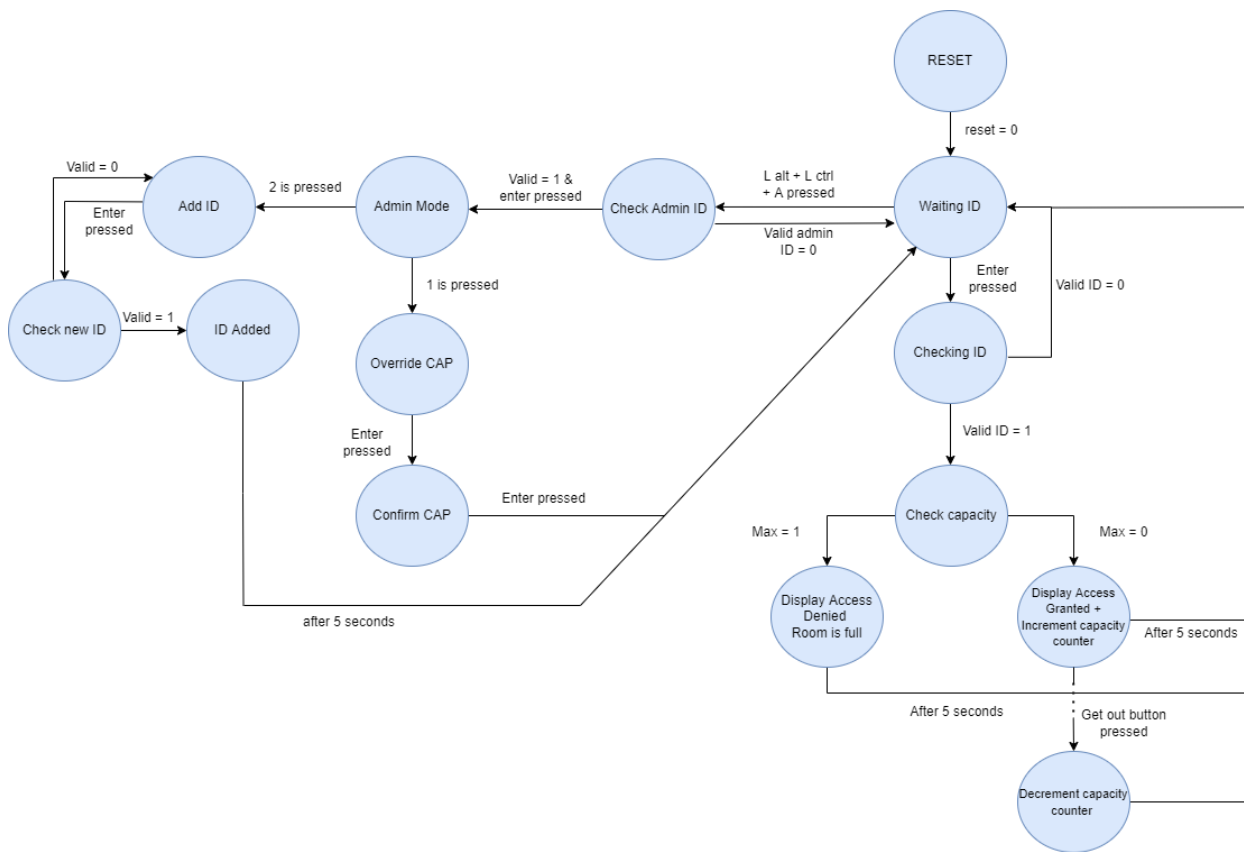 RESET
reset = 0
Valid = 0
2 is pressed
Valid = 1 &
enter pressed
L alt + L ctrl
+ A pressed
Add ID
Admin Mode
Check Admin ID
Waiting ID
Enter
pressed
Valid admin
ID = 0
1 is pressed
Enter
pressed
Valid ID = 0
Check new ID
Valid = 1
ID Added
Override CAP
Checking ID
Enter
pressed
Valid ID = 1
Confirm CAP
Enter pressed
Check capacity
Max = 1
Max = 0
Display Access
Denied
Room is full
Display Access
Granted +
Increment capacity
counter
after 5 seconds
After 5 seconds
After 5 seconds
Get out button
pressed
Decrement capacity
counter